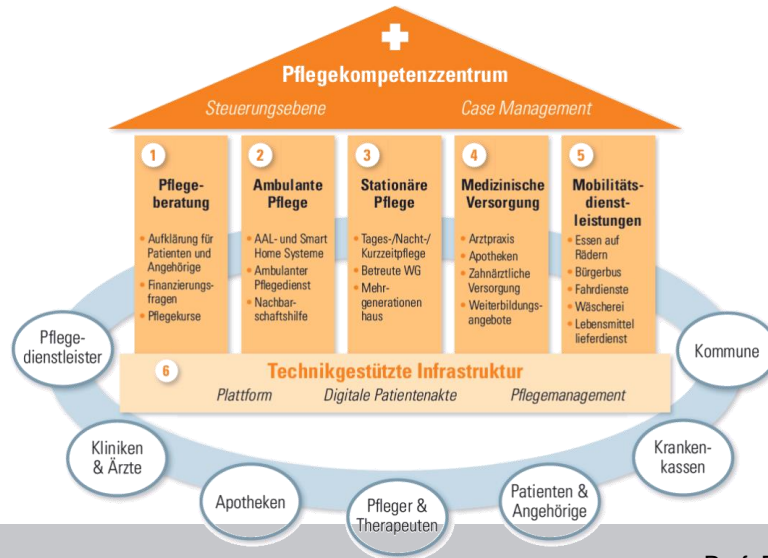 Pflegekompetenzzentrum
Steuerungsebene Case Management
1
Pflege-
beratung
• Aufklärung für
Patienten und
Angehörige
• Finanzierungs-
fragen
• Pflegekurse
2
Ambulante
Pflege
• AAL- und Smart
Home Systeme
• Ambulanter
Pflegedienst
• Nachbar-
schaftshilfe
3
Stationäre
Pflege
• Tages-/Nacht-/
Kurzzeitpflege
• Betreute WG
• Mehr-
generationen
haus
4
Medizinische
Versorgung
• Arztpraxis
• Apotheken
• Zahnärztliche
Versorgung
• Weiterbildungs-
angebote
5
Mobilitäts-
dienst-
leistungen
• Essen auf
Rädern
• Bürgerbus
• Fahrdienste
• Wäscherei
• Lebensmittel
lieferdienst
6
Technikgestützte Infrastruktur
Plattform Digitale Patientenakte Pflegemanagement
Pflege-
dienstleister
Kliniken
& Ärzte
Apotheken
Pfleger &
Therapeuten
Patienten &
Angehörige
Kranken-
kassen
Kommune